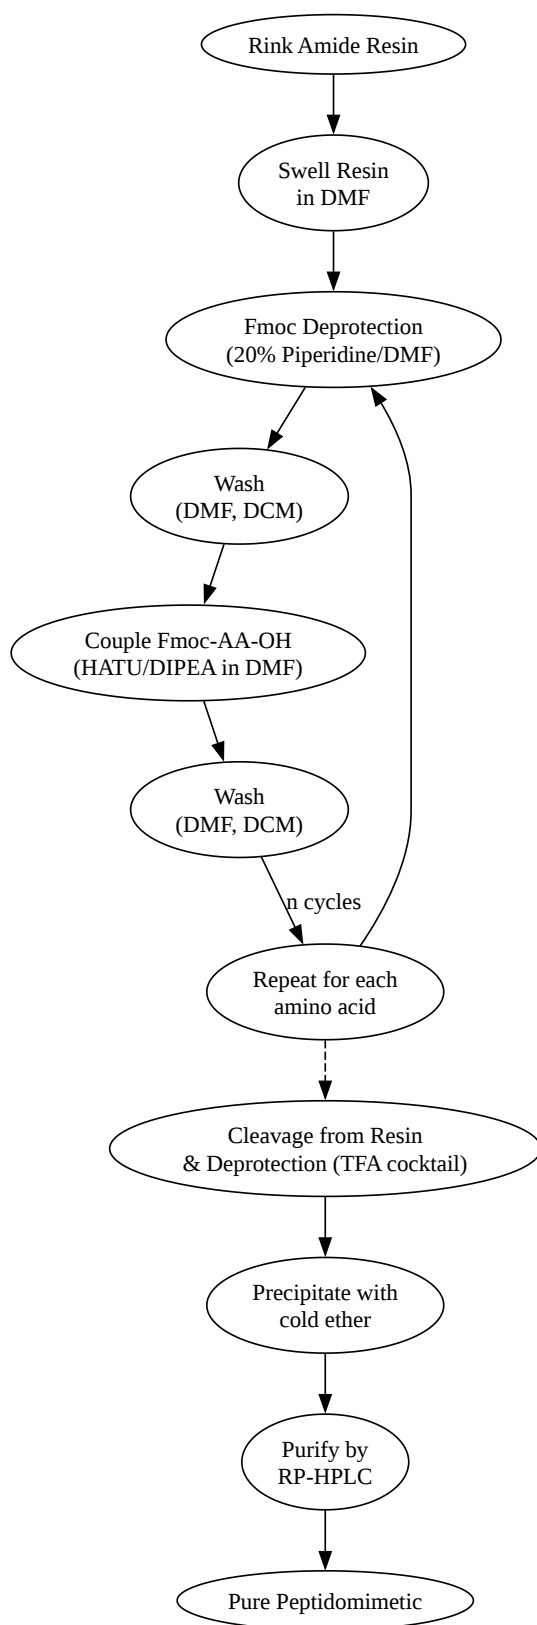 Rink Amide Resin
Swell Resin
in DMF
Fmoc Deprotection
(20% Piperidine/DMF)
Wash
(DMF, DCM)
Couple Fmoc-AA-OH
(HATU/DIPEA in DMF)
Wash
(DMF, DCM)
n cycles
Repeat for each
amino acid
Cleavage from Resin
& Deprotection (TFA cocktail)
Precipitate with
cold ether
Purify by
RP-HPLC
Pure Peptidomimetic